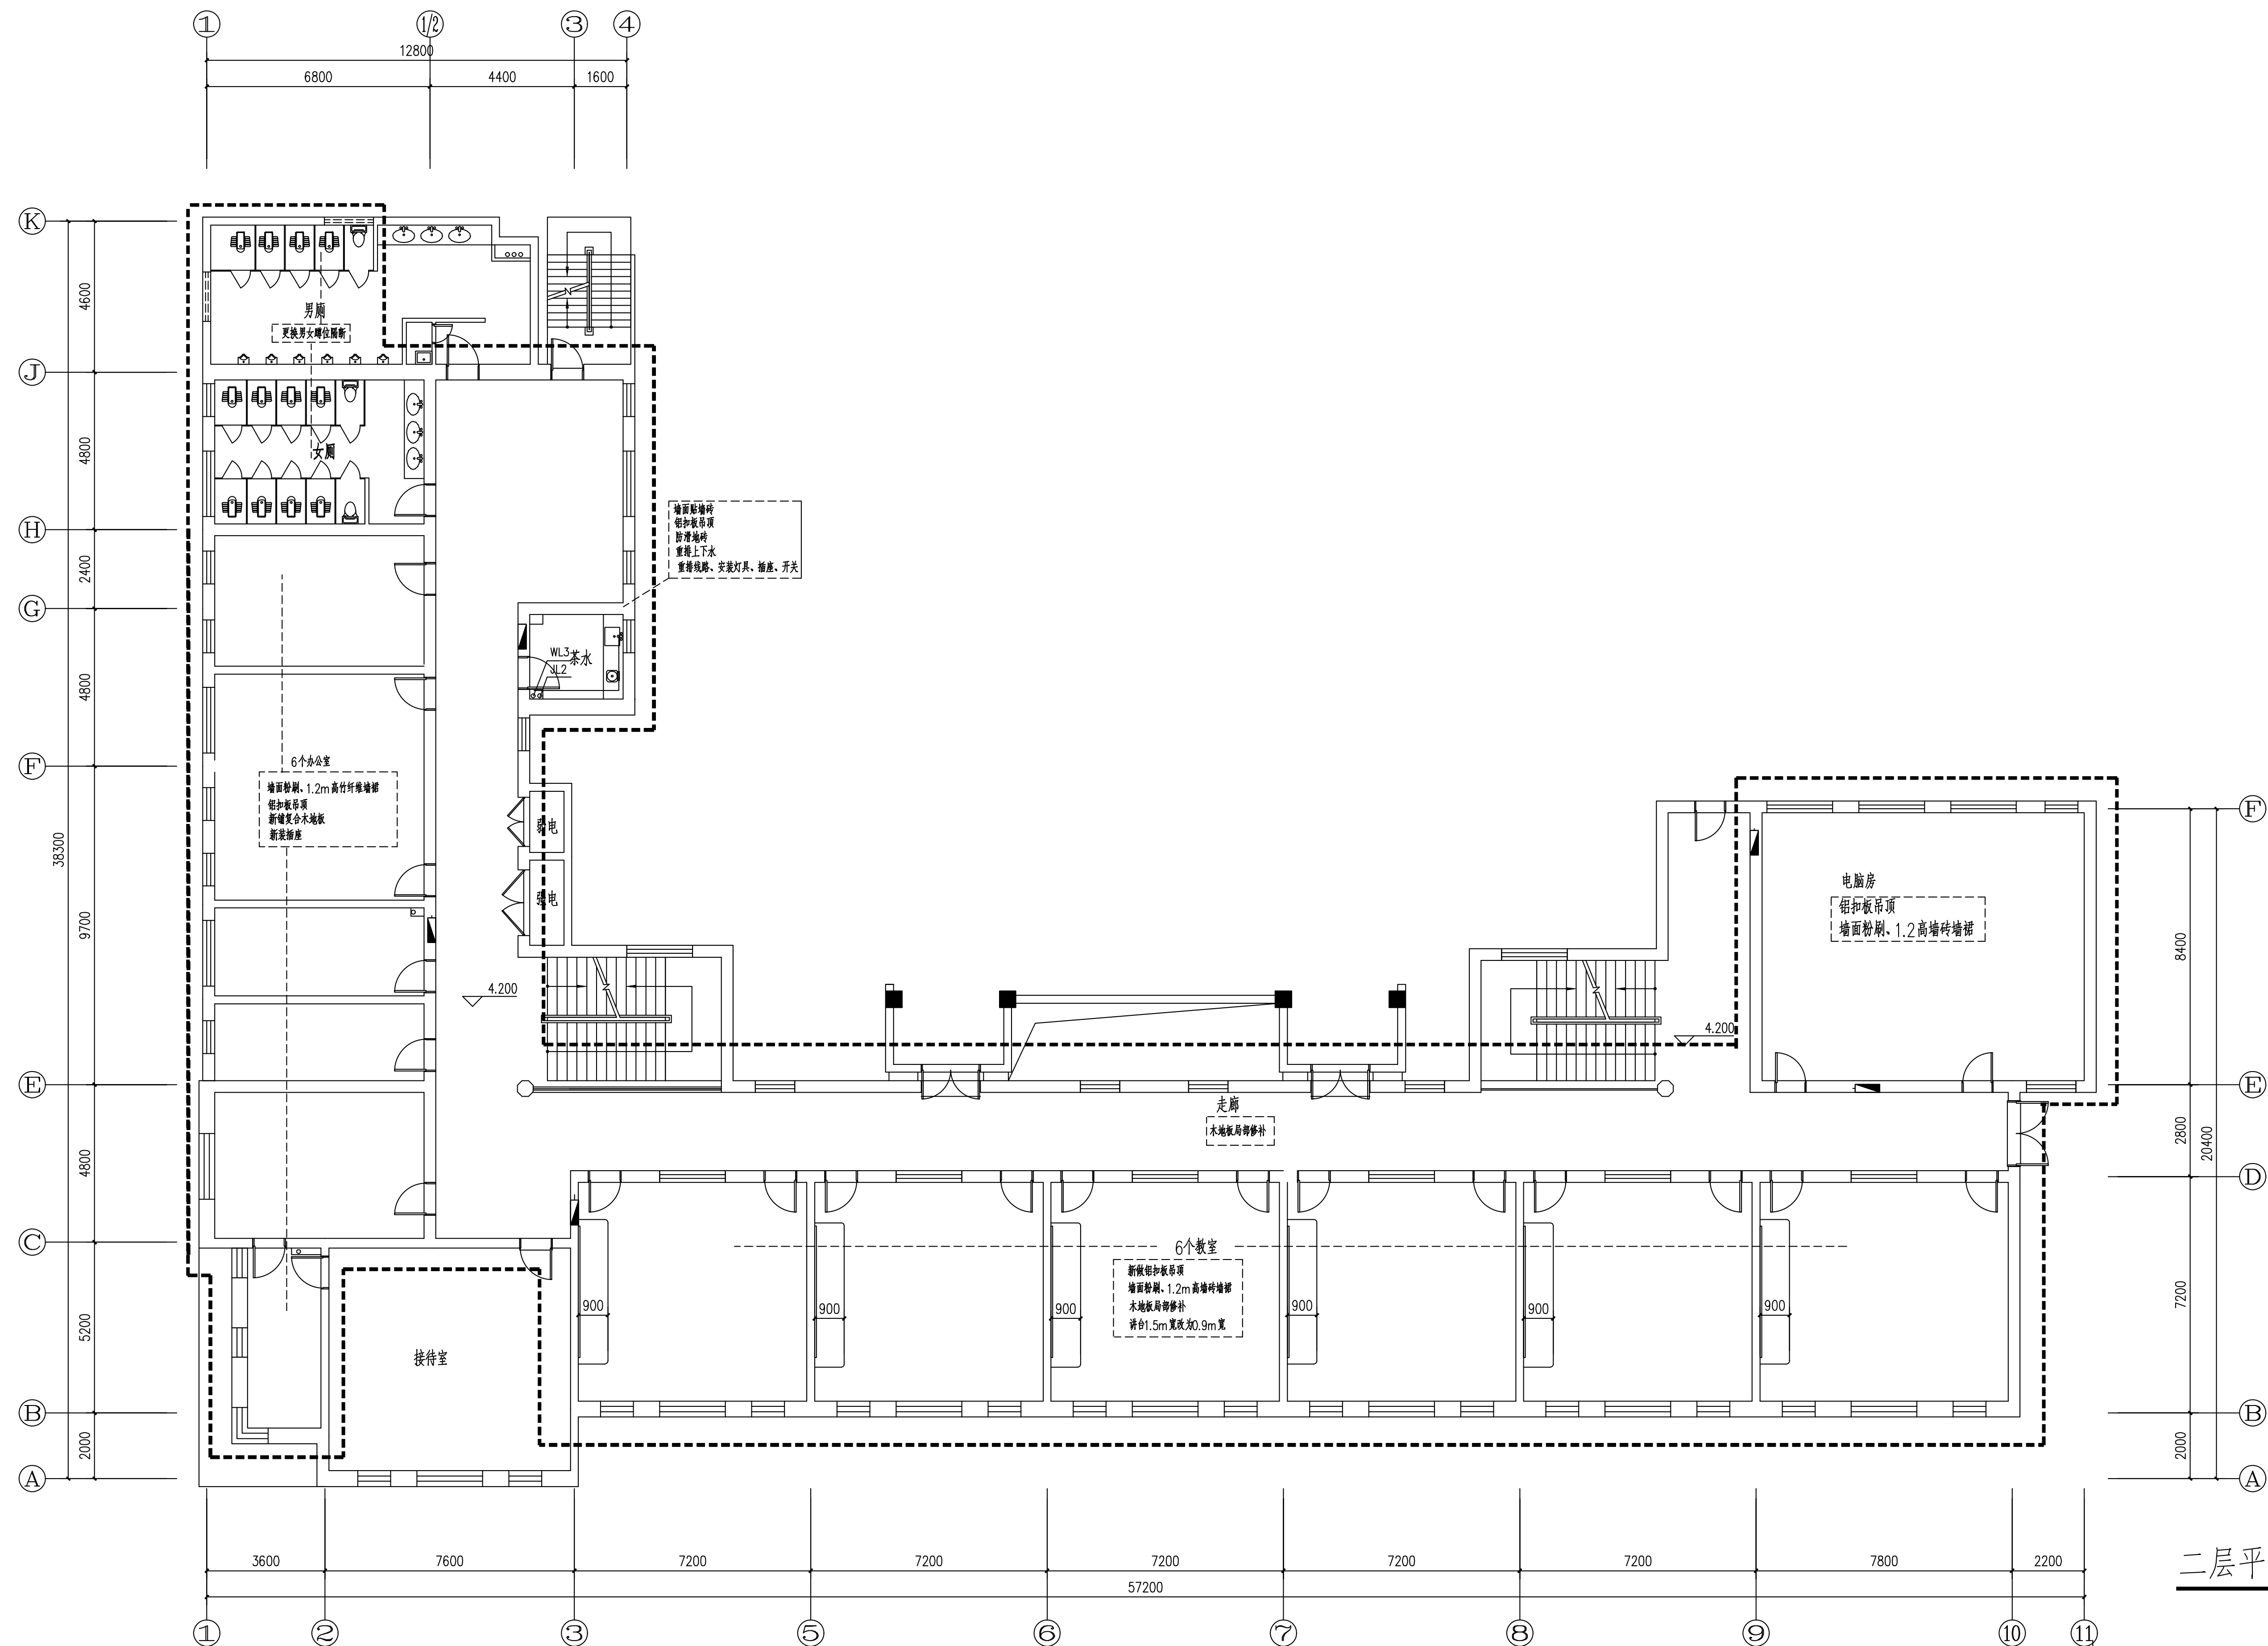 1 1/2 3 4
12800
6800 4400 1600
K
J
H
G
F
E
C
B
A
4600
4800
2400
4800
9700
4800
5200
2000
38300
男厕
更换男女蹲位隔断
女厕
墙面贴墙砖
铝扣板吊顶
防滑地砖
重排上下水
重排线路、安装灯具、插座、开关
WL3
茶水
JL2
6个办公室
墙面粉刷、1.2m高竹纤维墙裙
铝扣板吊顶
新铺复合木地板
新装插座
弱电
强电
4.200
4.200
电脑房
铝扣板吊顶
墙面粉刷、1.2高墙砖墙裙
走廊
木地板局部修补
6个教室
新做铝扣板吊顶
墙面粉刷、1.2m高墙砖墙裙
木地板局部修补
讲台1.5m宽改为0.9m宽
900 900 900 900 900 900
接待室
F
E
D
B
A
8400
2800
7200
2000
20400
3600 7600 7200 7200 7200 7200 7200 7800 2200
57200
1 2 3 5 6 7 8 9 10 11
二层平